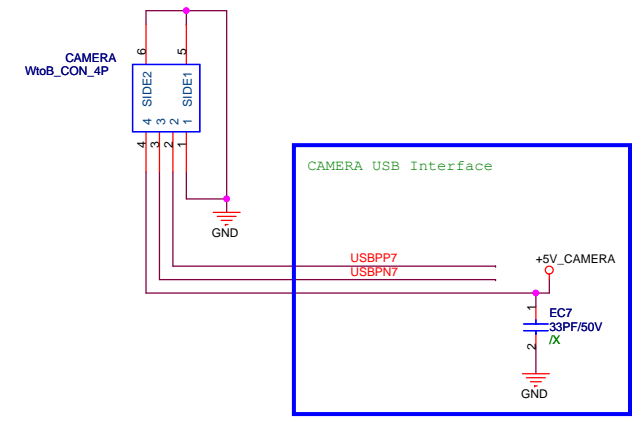 6
5
CAMERA
WtoB_CON_4P
SIDE2
SIDE1
4
3
2
1
4
3
2
1
CAMERA USB Interface
GND
USBPP7
+5V_CAMERA
USBPN7
1
EC7
33PF/50V
/X
2
GND